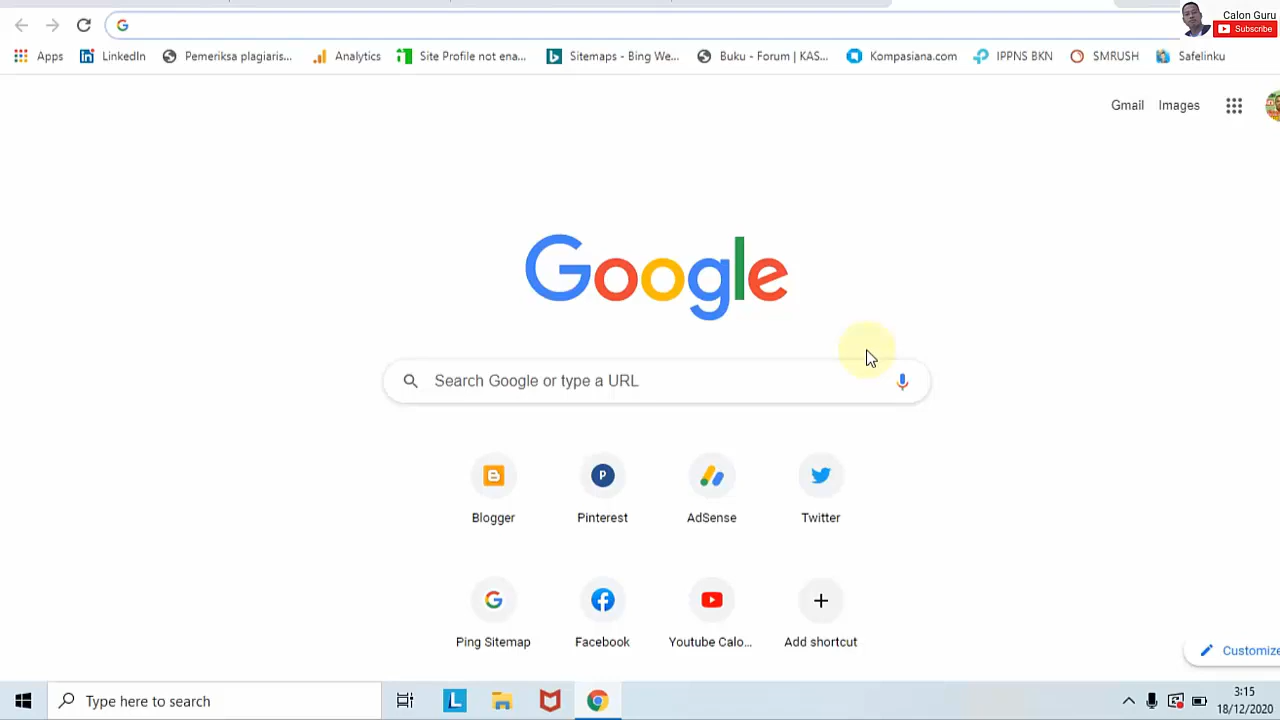 Calon Guru
Subscribe
Apps LinkedIn Pemeriksa plagiaris... Analytics Site Profile not ena... Sitemaps - Bing We... Buku - Forum | KAS... Kompasiana.com IPPNS BKN SMRUSH Safelinku
Gmail Images
Google
Search Google or type a URL
Blogger Pinterest AdSense Twitter
Ping Sitemap Facebook Youtube Calo... Add shortcut
Customize
Type here to search
3:15
18/12/2020